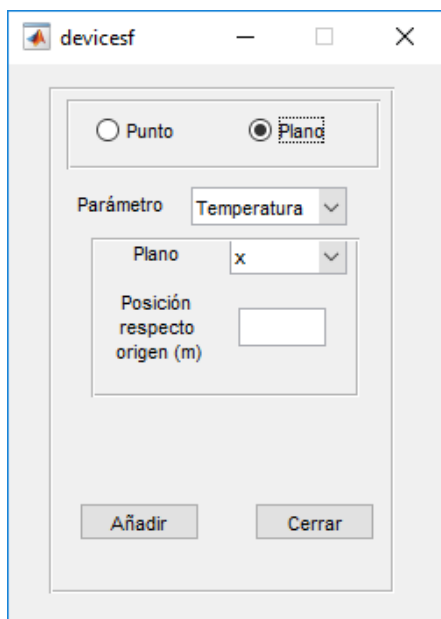 devicesf
Punto Plano
Parámetro Temperatura
Plano x
Posición
respecto
origen (m)
Añadir Cerrar